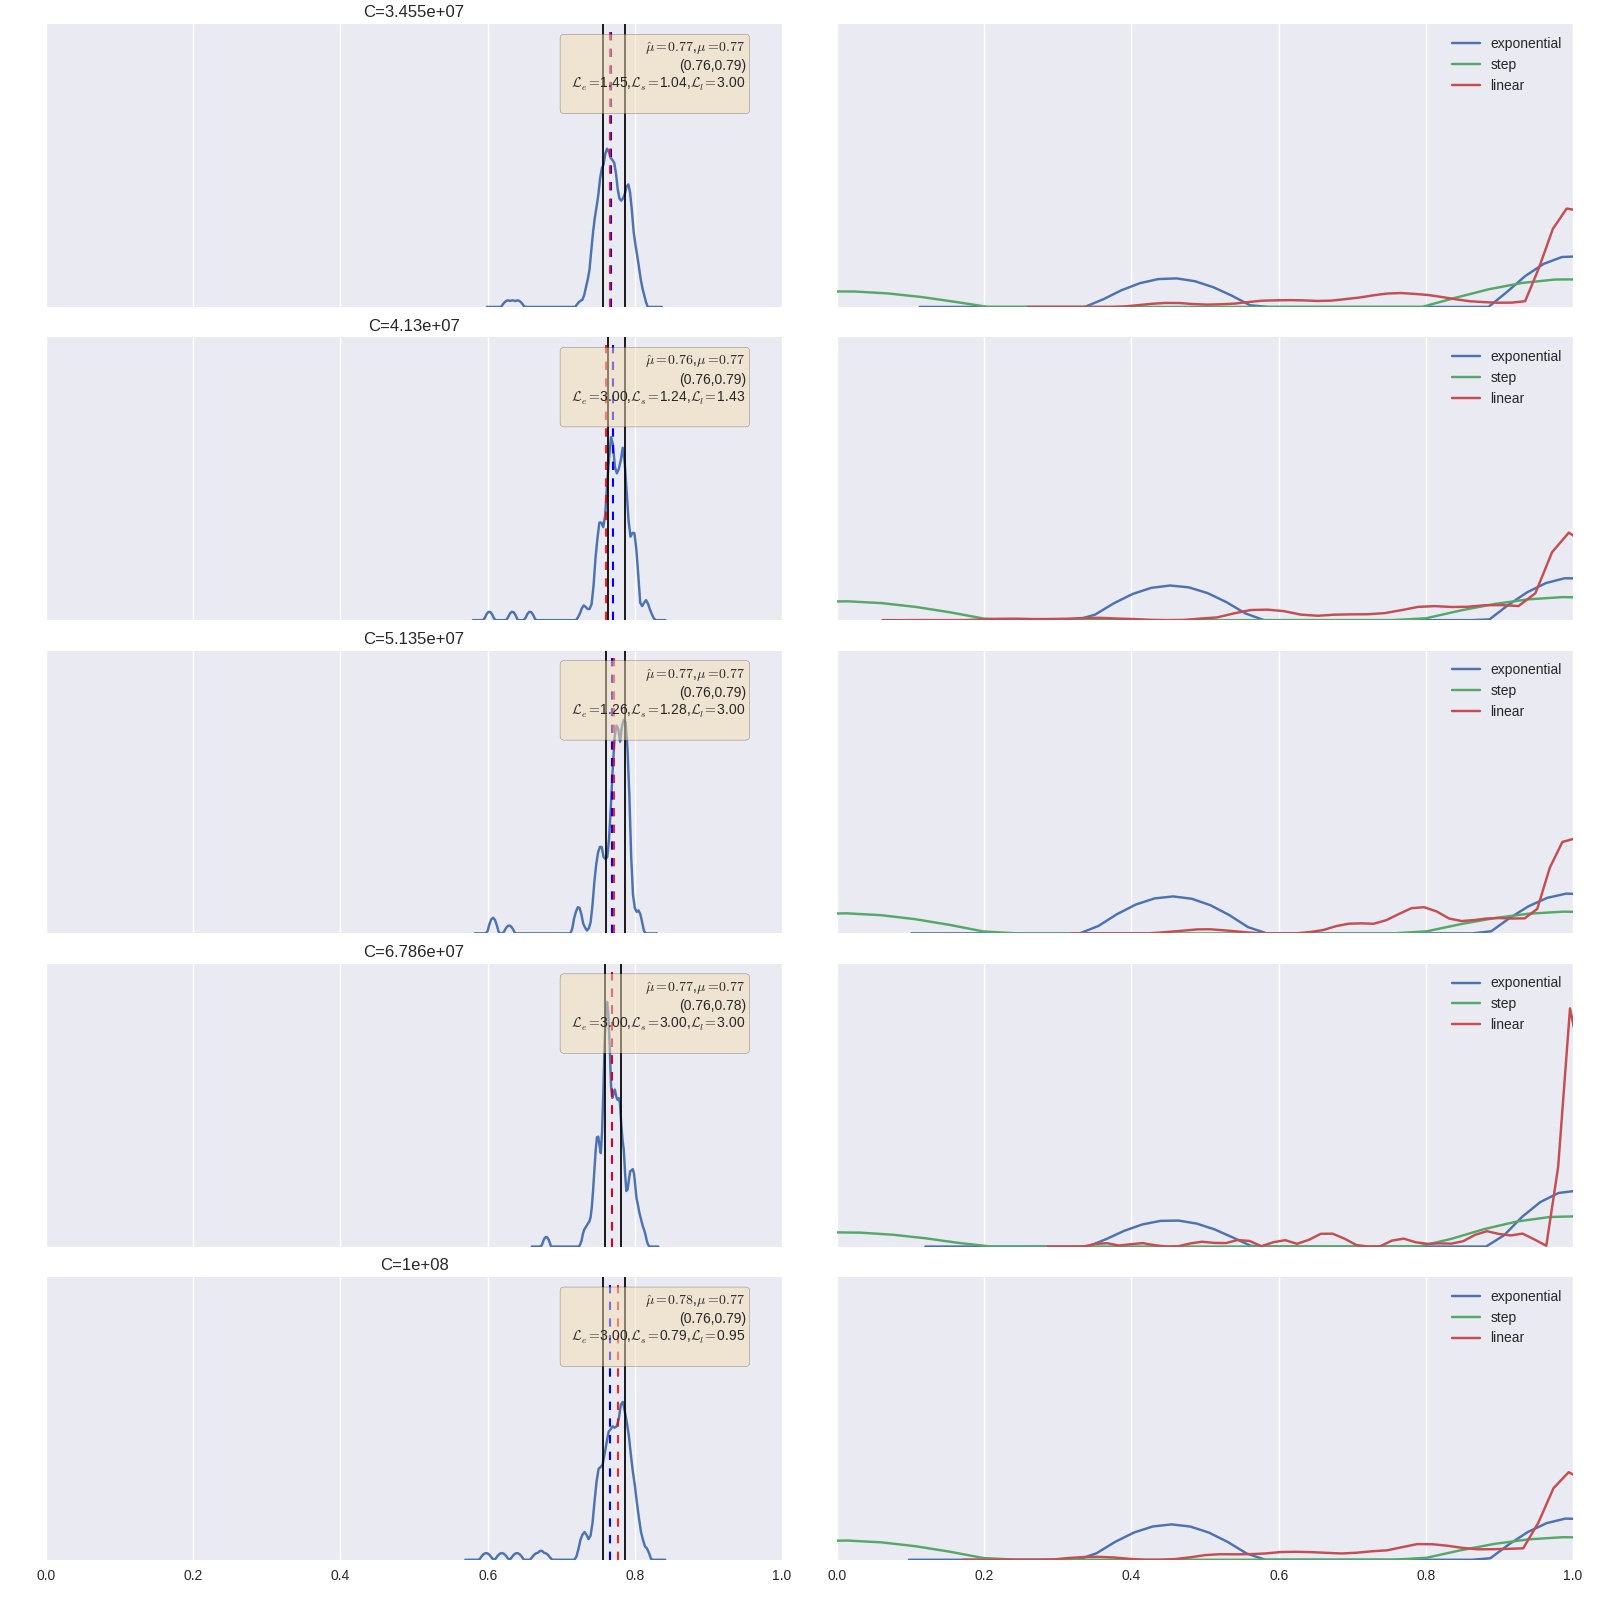 C=3.455e+07
μ̂=0.77,μ=0.77
(0.76,0.79)
ℒₑ=1.45,ℒₛ=1.04,ℒₗ=3.00
exponential
step
linear
C=4.13e+07
μ̂=0.76,μ=0.77
(0.76,0.79)
ℒₑ=3.00,ℒₛ=1.24,ℒₗ=1.43
exponential
step
linear
C=5.135e+07
μ̂=0.77,μ=0.77
(0.76,0.79)
ℒₑ=1.26,ℒₛ=1.28,ℒₗ=3.00
exponential
step
linear
C=6.786e+07
μ̂=0.77,μ=0.77
(0.76,0.78)
ℒₑ=3.00,ℒₛ=3.00,ℒₗ=3.00
exponential
step
linear
C=1e+08
μ̂=0.78,μ=0.77
(0.76,0.79)
ℒₑ=3.00,ℒₛ=0.79,ℒₗ=0.95
exponential
step
linear
0.0 0.2 0.4 0.6 0.8 1.0
0.0 0.2 0.4 0.6 0.8 1.0